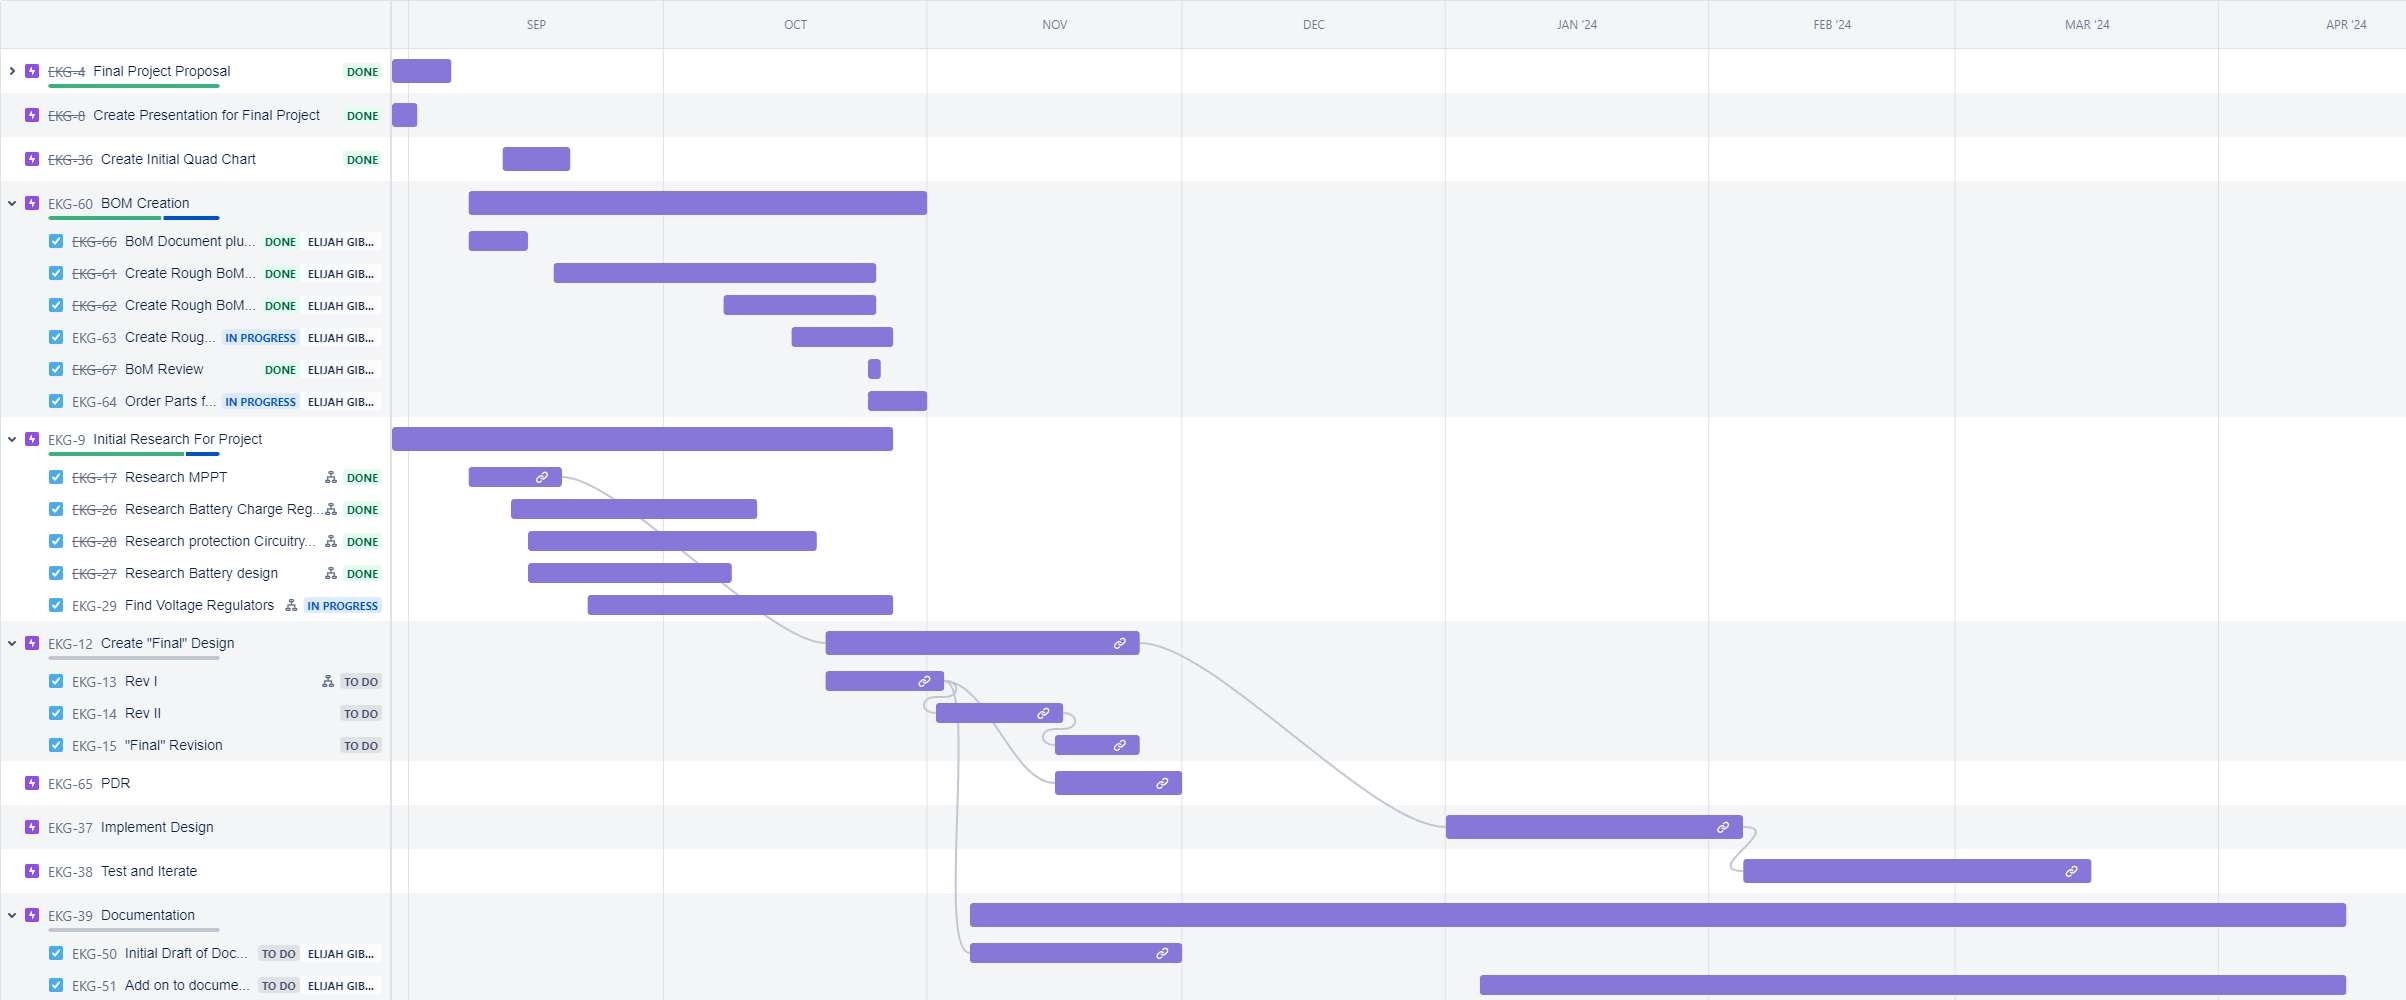 SEP OCT NOV DEC JAN '24 FEB '24 MAR '24 APR '24
EKG-4 Final Project Proposal DONE
EKG-8 Create Presentation for Final Project DONE
EKG-36 Create Initial Quad Chart DONE
EKG-60 BOM Creation
EKG-66 BoM Document plu... DONE ELIJAH GIB...
EKG-61 Create Rough BoM... DONE ELIJAH GIB...
EKG-62 Create Rough BoM... DONE ELIJAH GIB...
EKG-63 Create Roug... IN PROGRESS ELIJAH GIB...
EKG-67 BoM Review DONE ELIJAH GIB...
EKG-64 Order Parts f... IN PROGRESS ELIJAH GIB...
EKG-9 Initial Research For Project
EKG-17 Research MPPT DONE
EKG-26 Research Battery Charge Reg... DONE
EKG-28 Research protection Circuitry... DONE
EKG-27 Research Battery design DONE
EKG-29 Find Voltage Regulators IN PROGRESS
EKG-12 Create "Final" Design
EKG-13 Rev I TO DO
EKG-14 Rev II TO DO
EKG-15 "Final" Revision TO DO
EKG-65 PDR
EKG-37 Implement Design
EKG-38 Test and Iterate
EKG-39 Documentation
EKG-50 Initial Draft of Doc... TO DO ELIJAH GIB...
EKG-51 Add on to docume... TO DO ELIJAH GIB...